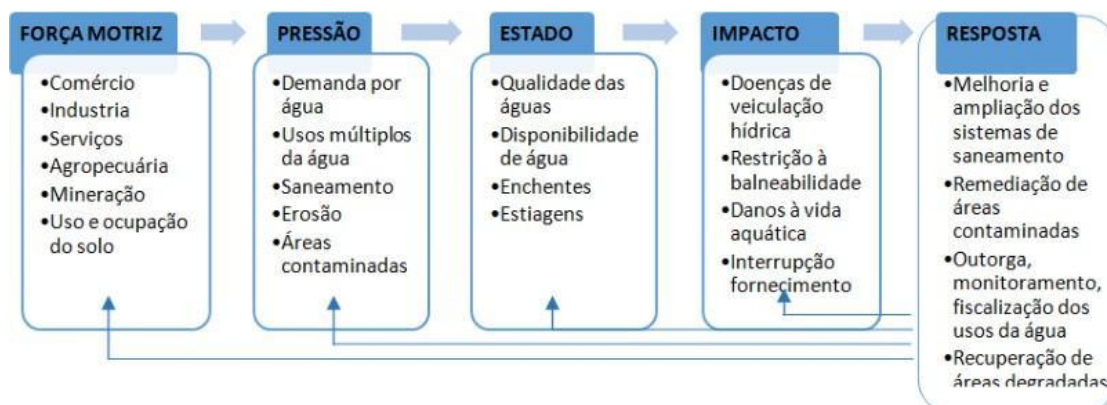 FORÇA MOTRIZ
•Comércio
•Industria
•Serviços
•Agropecuária
•Mineração
•Uso e ocupação
do solo
PRESSÃO
•Demanda por
água
•Usos múltiplos
da água
•Saneamento
•Erosão
•Áreas
contaminadas
ESTADO
•Qualidade das
águas
•Disponibilidade
de água
•Enchentes
•Estiagens
IMPACTO
•Doenças de
veiculação
hídrica
•Restrição à
balneabilidade
•Danos à vida
aquática
•Interrupção
fornecimento
RESPOSTA
•Melhoria e
ampliação dos
sistemas de
saneamento
•Remediação de
áreas
contaminadas
•Outorga,
monitoramento,
fiscalização dos
usos da água
•Recuperação de
áreas degradadas